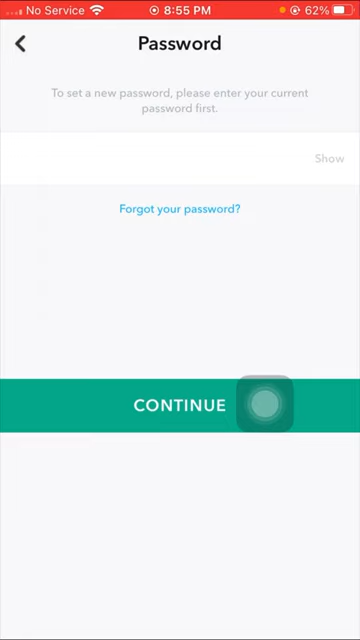 No Service 8:55 PM 62%
Password
To set a new password, please enter your current
password first.
Show
Forgot your password?
CONTINUE